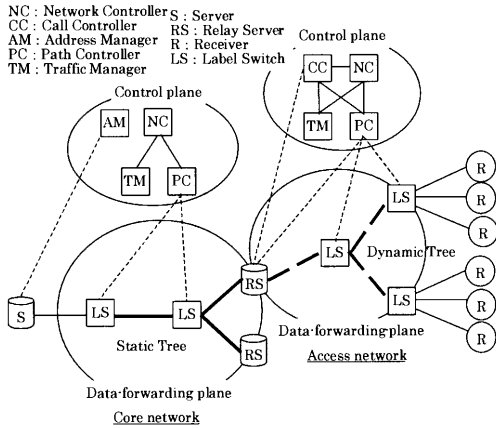 NC : Network Controller
CC : Call Controller
AM : Address Manager
PC : Path Controller
TM : Traffic Manager
S : Server
RS : Relay Server
R : Receiver
LS : Label Switch
Control plane
CC
NC
TM
PC
Control plane
AM
NC
TM
PC
LS
R
R
R
LS
Dynamic Tree
RS
LS
R
R
R
S
LS
LS
Static Tree
RS
Data-forwarding-plane
Access network
Data-forwarding plane
Core network